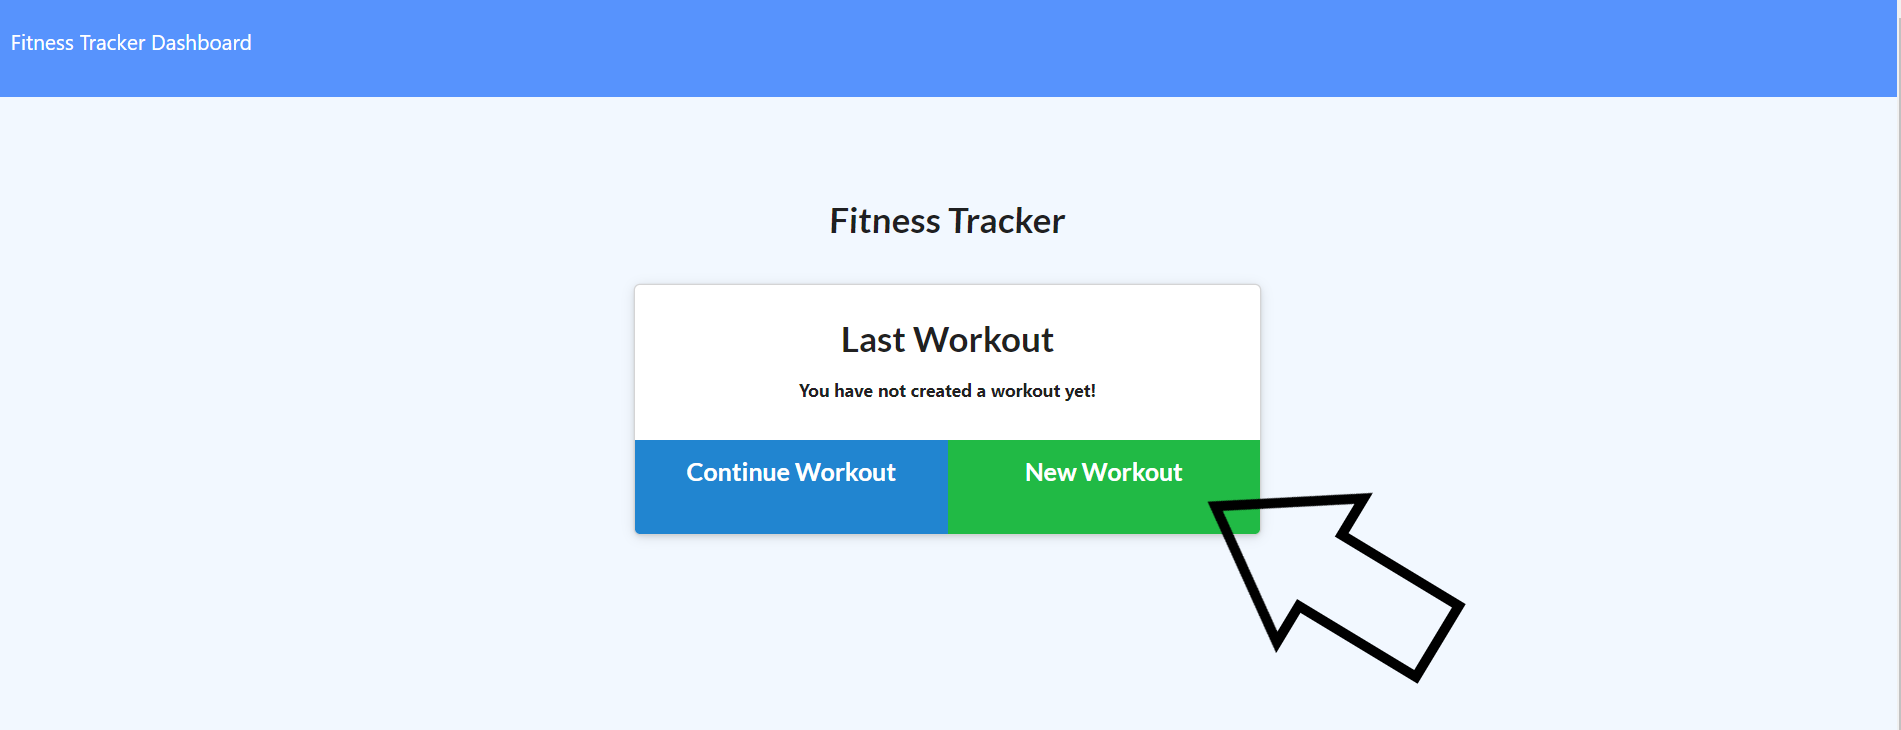 Fitness Tracker Dashboard
Fitness Tracker
Last Workout
You have not created a workout yet!
Continue Workout
New Workout